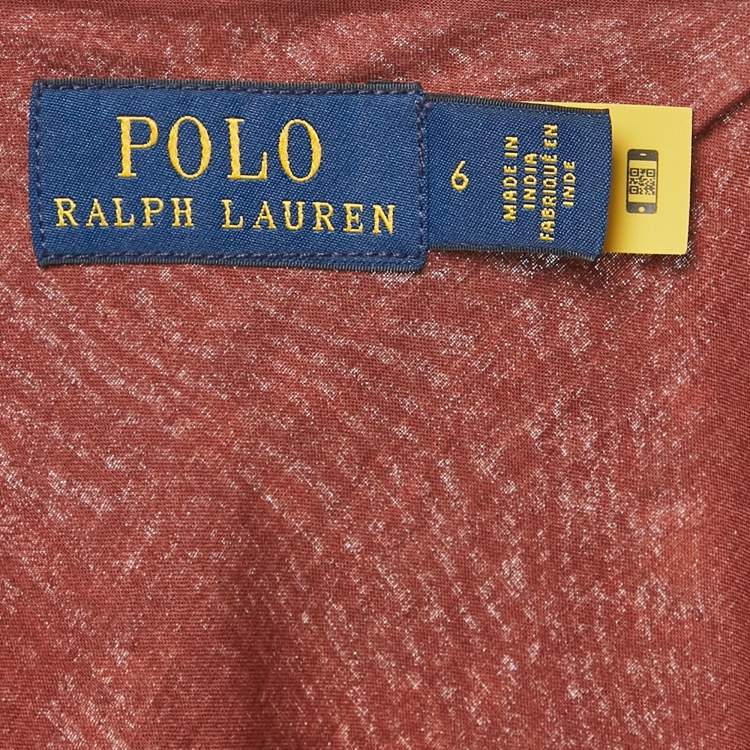 POLO
RALPH LAUREN
6
MADE IN
INDIA
FABRIQUÉ EN
INDE